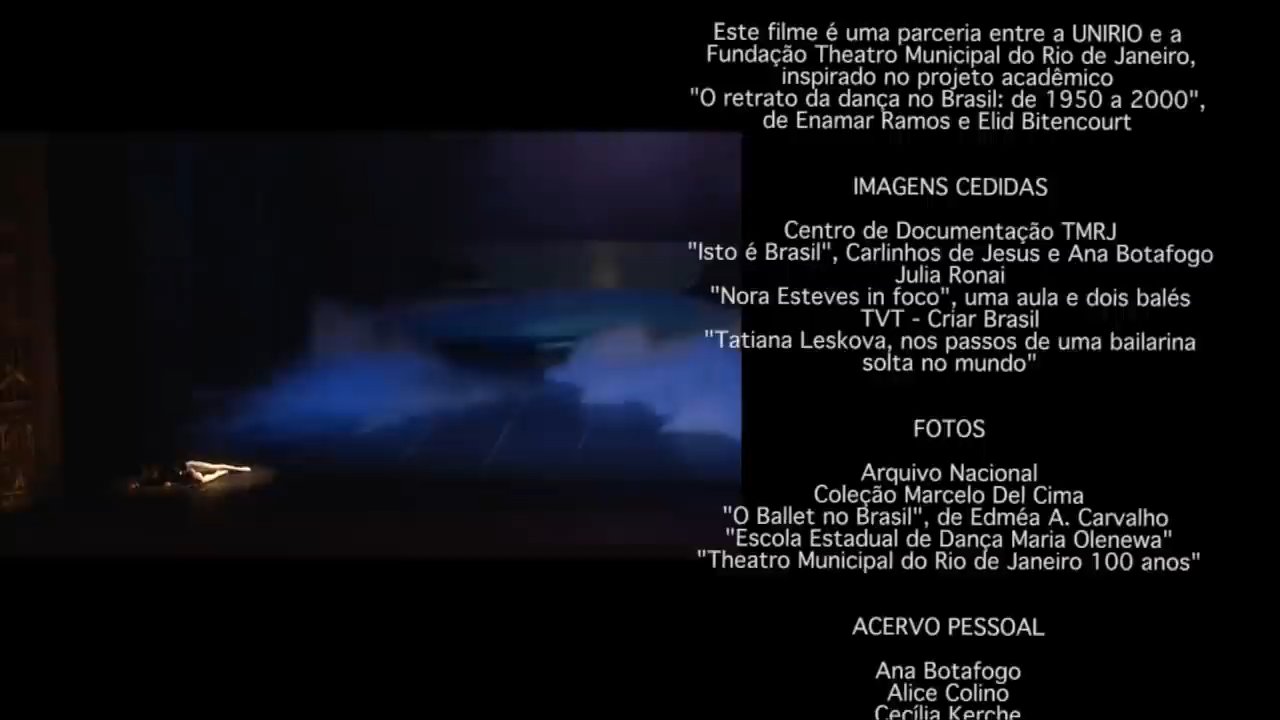 Este filme é uma parceria entre a UNIRIO e a
Fundação Theatro Municipal do Rio de Janeiro,
inspirado no projeto acadêmico
"O retrato da dança no Brasil: de 1950 a 2000",
de Enamar Ramos e Elid Bitencourt
IMAGENS CEDIDAS
Centro de Documentação TMRJ
"Isto é Brasil", Carlinhos de Jesus e Ana Botafogo
Julia Ronai
"Nora Esteves in foco", uma aula e dois balés
TVT - Criar Brasil
"Tatiana Leskova, nos passos de uma bailarina
solta no mundo"
FOTOS
Arquivo Nacional
Coleção Marcelo Del Cima
"O Ballet no Brasil", de Edméa A. Carvalho
"Escola Estadual de Dança Maria Olenewa"
"Theatro Municipal do Rio de Janeiro 100 anos"
ACERVO PESSOAL
Ana Botafogo
Alice Colino
Cecília Kerche